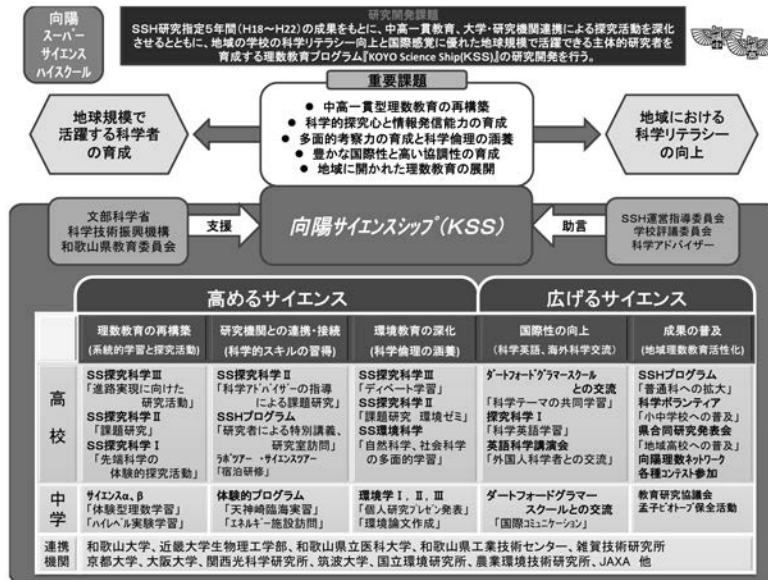 向陽
スーパー
サイエンス
ハイスクール
研究開発課題
SSH研究指定5年間(H18～H22)の成果をもとに、中高一貫教育、大学・研究機関連携による探究活動を深化
させるとともに、地域の学校の科学リテラシー向上と国際感覚に優れた地球規模で活躍できる主体的研究者を
育成する理数教育プログラム『KOYO Science Ship(KSS)』の研究開発を行う。
重要課題
● 中高一貫型理数教育の再構築
● 科学的探究心と情報発信能力の育成
● 多面的考察力の育成と科学倫理の涵養
● 豊かな国際性と高い協調性の育成
● 地域に開かれた理数教育の展開
地球規模で
活躍する科学者
の育成
地域における
科学リテラシー
の向上
文部科学省
科学技術振興機構
和歌山県教育委員会
支援
向陽サイエンスシップ(KSS)
助言
SSH運営指導委員会
学校評議委員会
科学アドバイザー
高めるサイエンス
広げるサイエンス
理数教育の再構築
(系統的学習と探究活動)
研究機関との連携・接続
(科学的スキルの習得)
環境教育の深化
(科学倫理の涵養)
国際性の向上
(科学英語、海外科学交流)
成果の普及
(地域理数教育活性化)
高校
SS探究科学Ⅲ
「進路実現に向けた
研究活動」
SS探究科学Ⅱ
「課題研究」
SS探究科学Ⅰ
「先端科学の
体験的探究活動」
SS探究科学Ⅱ
「科学アドバイザーの指導
による課題研究」
SSHプログラム
「研究者による特別講義、
研究室訪問」
ラボツアー・サイエンスツアー
「宿泊研修」
SS探究科学Ⅲ
「ディベート学習」
SS探究科学 Ⅱ
「課題研究 環境ゼミ」
SS環境科学
「自然科学、社会科学
の多面的学習」
ダートフォードグラマースクール
との交流
「科学テーマの共同学習」
探究科学Ⅰ
「科学英語学習」
英語科学講演会
「外国人科学者との交流」
SSHプログラム
「普通科への拡大」
科学ボランティア
「小中学校への普及」
県合同研究発表会
「地域高校への普及」
向陽理数ネットワーク
各種コンテスト参加
中学
サイエンスα、β
「体験型理数学習」
「ハイレベル実験学習」
体験的プログラム
「天神崎臨海実習」
「エネルギー施設訪問」
環境学Ⅰ, Ⅱ, Ⅲ
「個人研究プレゼン発表」
「環境論文作成」
ダートフォードグラマー
スクールとの交流
「国際コミュニケーション」
教育研究協議会
孟子ビオトープ保全活動
連携
機関
和歌山大学、近畿大学生物理工学部、和歌山県立医科大学、和歌山県工業技術センター、雑賀技術研究所
京都大学、大阪大学、関西光科学研究所、筑波大学、国立環境研究所、農業環境技術研究所、JAXA 他